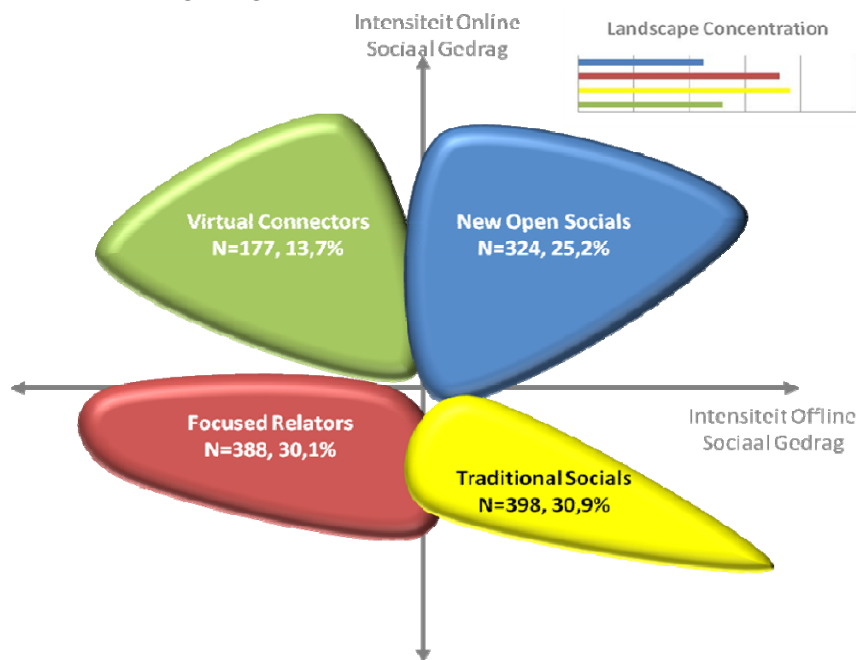 Intensiteit Online
Sociaal Gedrag
Landscape Concentration
Virtual Connectors
N=177, 13,7%
New Open Socials
N=324, 25,2%
Focused Relators
N=388, 30,1%
Intensiteit Offline
Sociaal Gedrag
Traditional Socials
N=398, 30,9%